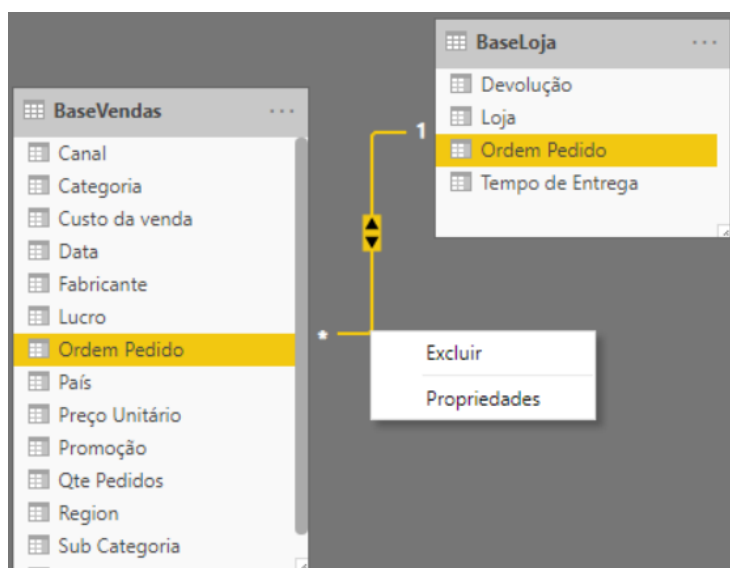 BaseLoja
Devolução
Loja
Ordem Pedido
Tempo de Entrega
1
BaseVendas
Canal
Categoria
Custo da venda
Data
Fabricante
Lucro
Ordem Pedido
País
Preço Unitário
Promoção
Qte Pedidos
Region
Sub Categoria
*
Excluir
Propriedades